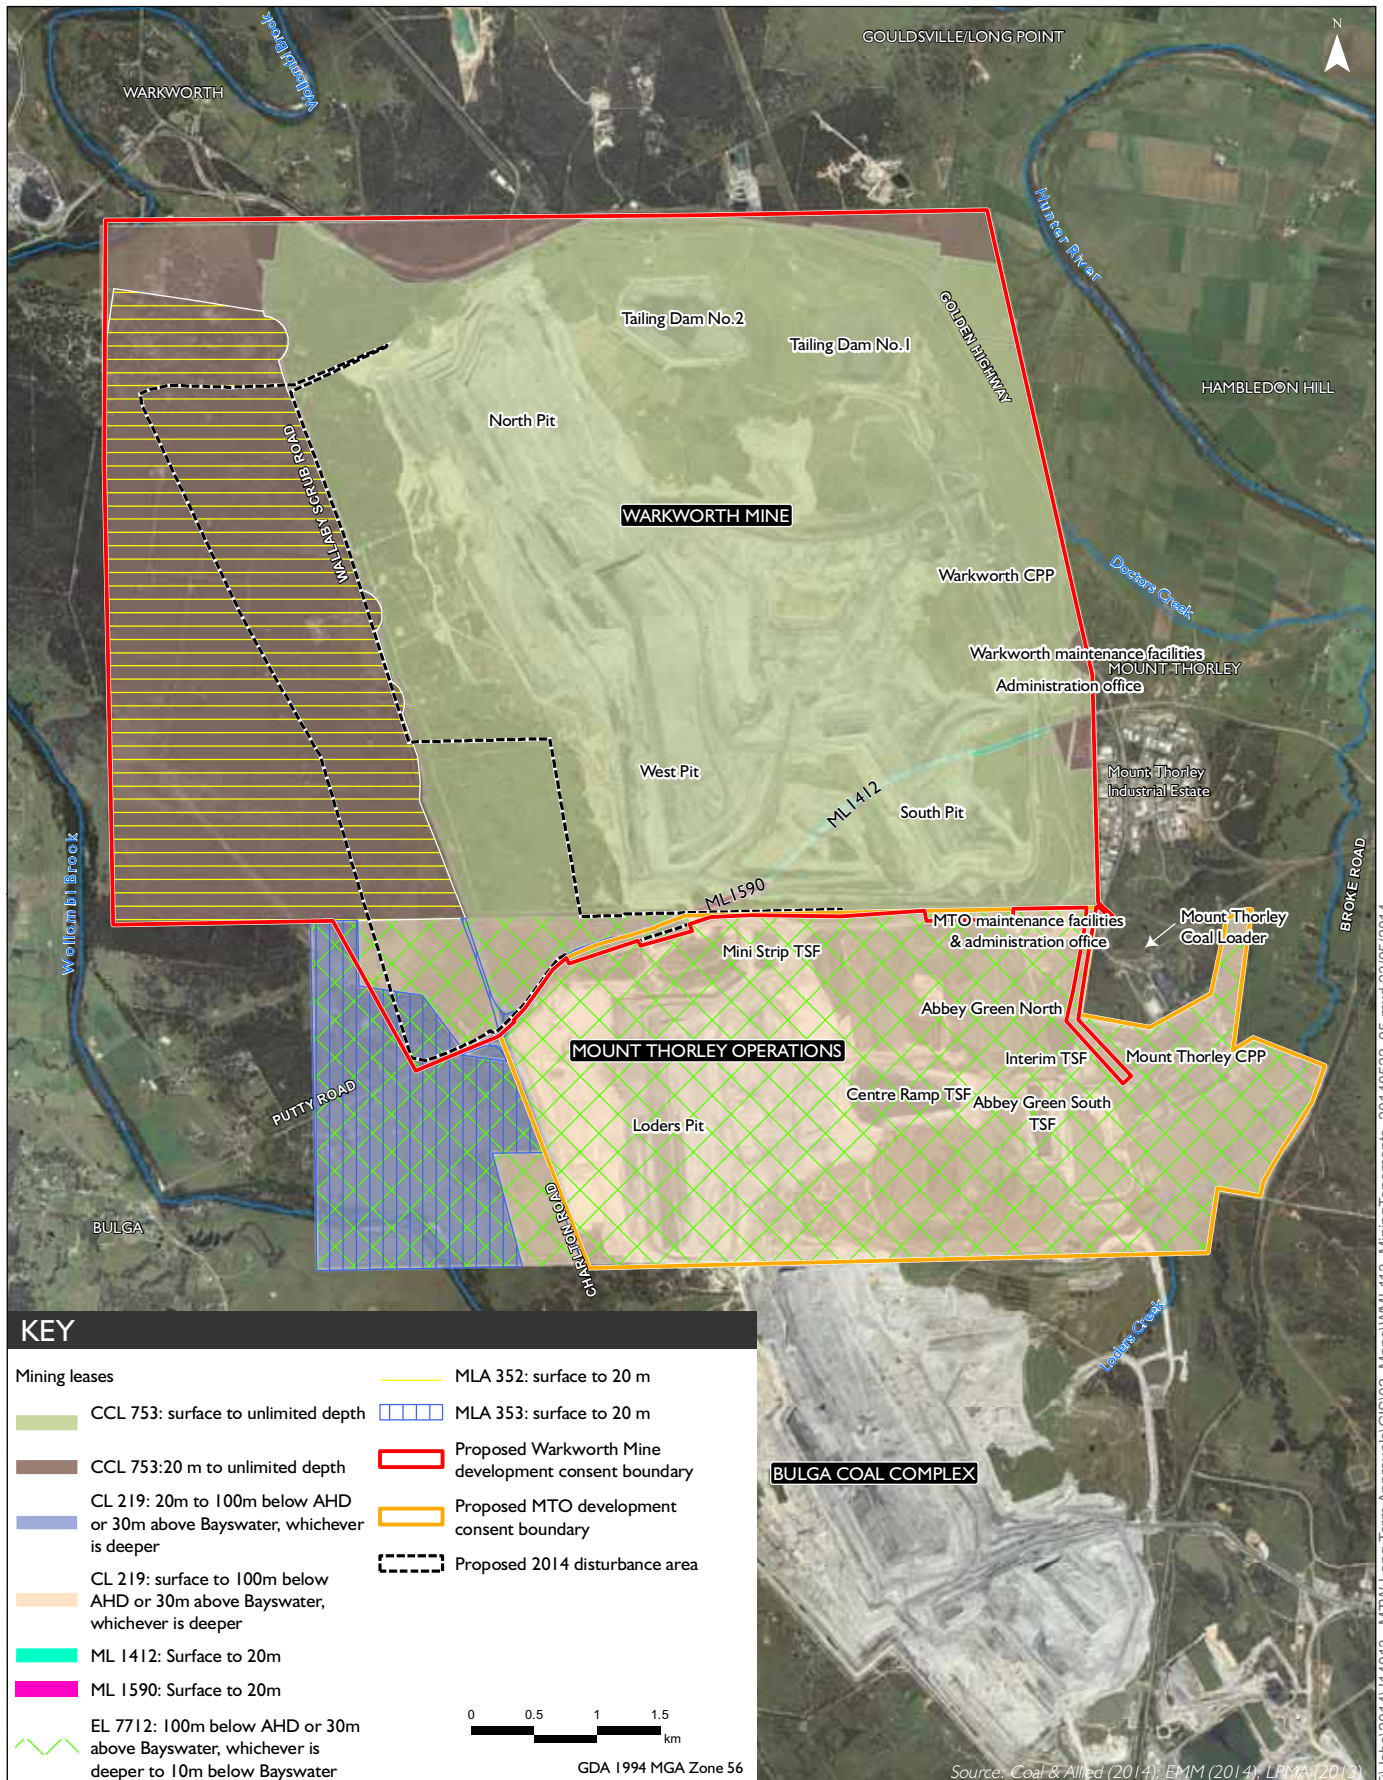 N
GOULDSVILLE/LONG POINT
Wollombi Brook
WARKWORTH
Hunter River
Tailing Dam No.2
Tailing Dam No.1
GOLDEN HIGHWAY
HAMBLEDON HILL
North Pit
WALLABY SCRUB ROAD
WARKWORTH MINE
Warkworth CPP
Doctors Creek
Warkworth maintenance facilities
MOUNT THORLEY
Administration office
West Pit
Mount Thorley
Industrial Estate
ML1412
South Pit
Wollombi Brook
BROKE ROAD
ML1590
MTO maintenance facilities
& administration office
Mount Thorley
Coal Loader
Mini Strip TSF
Abbey Green North
MOUNT THORLEY OPERATIONS
Interim TSF
Mount Thorley CPP
PUTTY ROAD
Centre Ramp TSF
Abbey Green South
TSF
Loders Pit
CHARLTON ROAD
BULGA
Loders Creek
BULGA COAL COMPLEX
KEY
Mining leases
CCL 753: surface to unlimited depth
CCL 753:20 m to unlimited depth
CL 219: 20m to 100m below AHD
or 30m above Bayswater, whichever
is deeper
CL 219: surface to 100m below
AHD or 30m above Bayswater,
whichever is deeper
ML 1412: Surface to 20m
ML 1590: Surface to 20m
EL 7712: 100m below AHD or 30m
above Bayswater, whichever is
deeper to 10m below Bayswater
MLA 352: surface to 20 m
MLA 353: surface to 20 m
Proposed Warkworth Mine
development consent boundary
Proposed MTO development
consent boundary
Proposed 2014 disturbance area
0 0.5 1 1.5
km
GDA 1994 MGA Zone 56
Source: Coal & Allied (2014); EMM (2014); LPMA (2013)